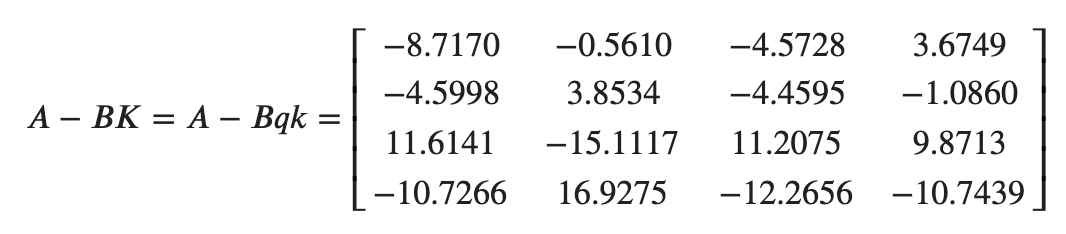 −8.7170 −0.5610 −4.5728 3.6749
−4.5998 3.8534 −4.4595 −1.0860
A − BK = A − Bqk =
11.6141 −15.1117 11.2075 9.8713
−10.7266 16.9275 −12.2656 −10.7439